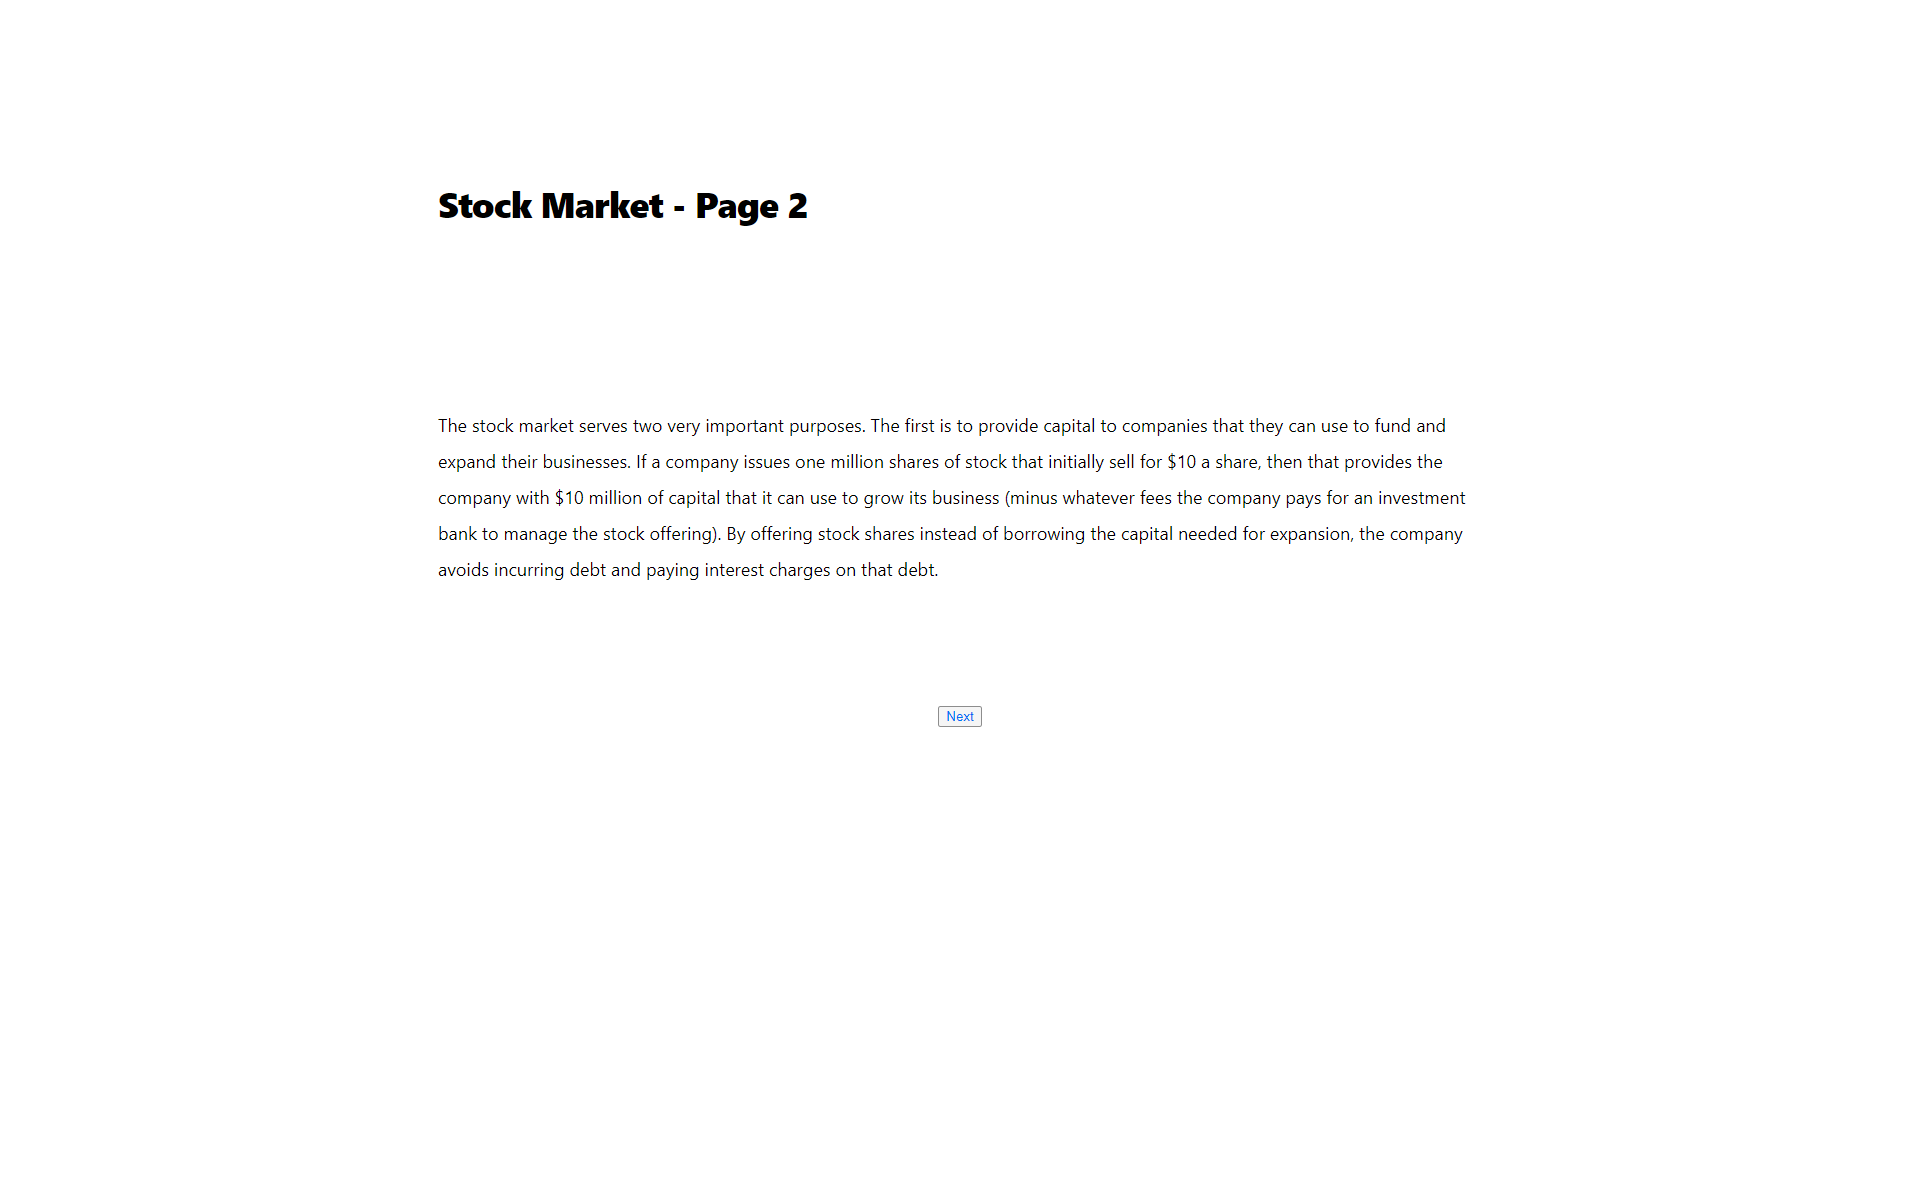 Stock Market - Page 2
The stock market serves two very important purposes. The first is to provide capital to companies that they can use to fund and
expand their businesses. If a company issues one million shares of stock that initially sell for $10 a share, then that provides the
company with $10 million of capital that it can use to grow its business (minus whatever fees the company pays for an investment
bank to manage the stock offering). By offering stock shares instead of borrowing the capital needed for expansion, the company
avoids incurring debt and paying interest charges on that debt.
Next